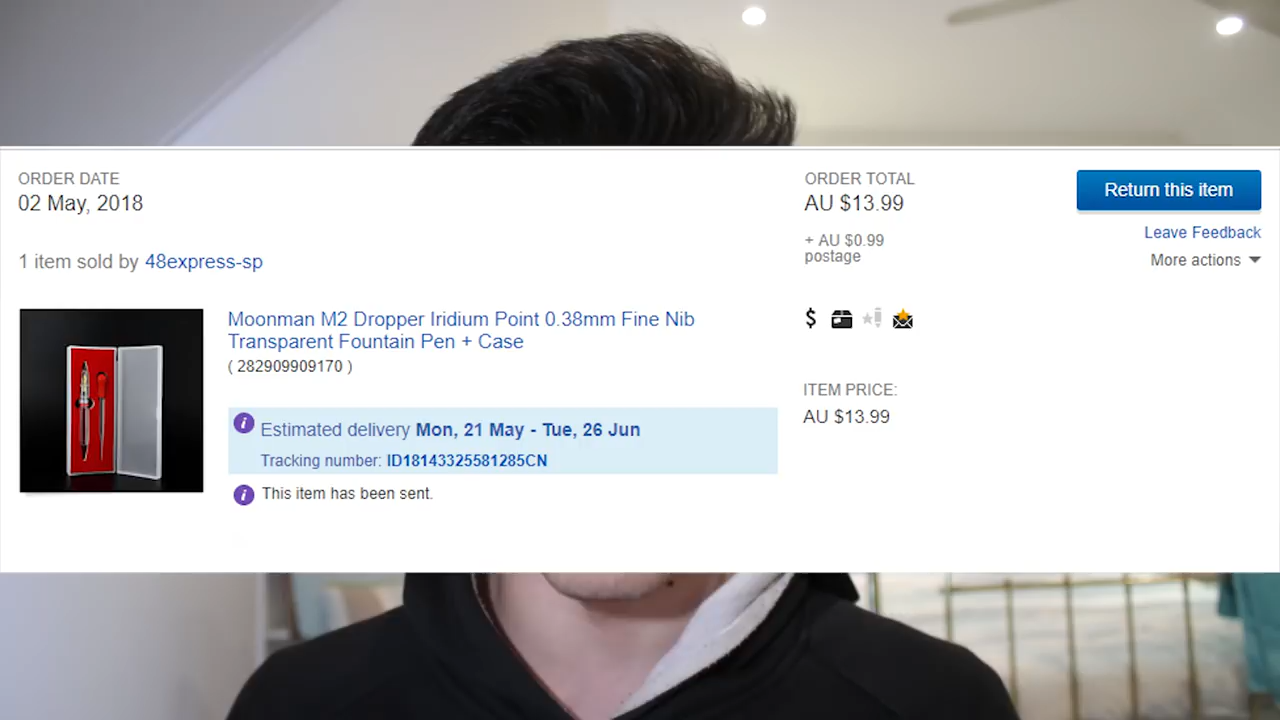 ORDER DATE
02 May, 2018
ORDER TOTAL
AU $13.99
+ AU $0.99
postage
Return this item
Leave Feedback
More actions
1 item sold by 48express-sp
Moonman M2 Dropper Iridium Point 0.38mm Fine Nib
Transparent Fountain Pen + Case
( 282909909170 )
Estimated delivery Mon, 21 May - Tue, 26 Jun
Tracking number: ID18143325581285CN
This item has been sent.
$
ITEM PRICE:
AU $13.99